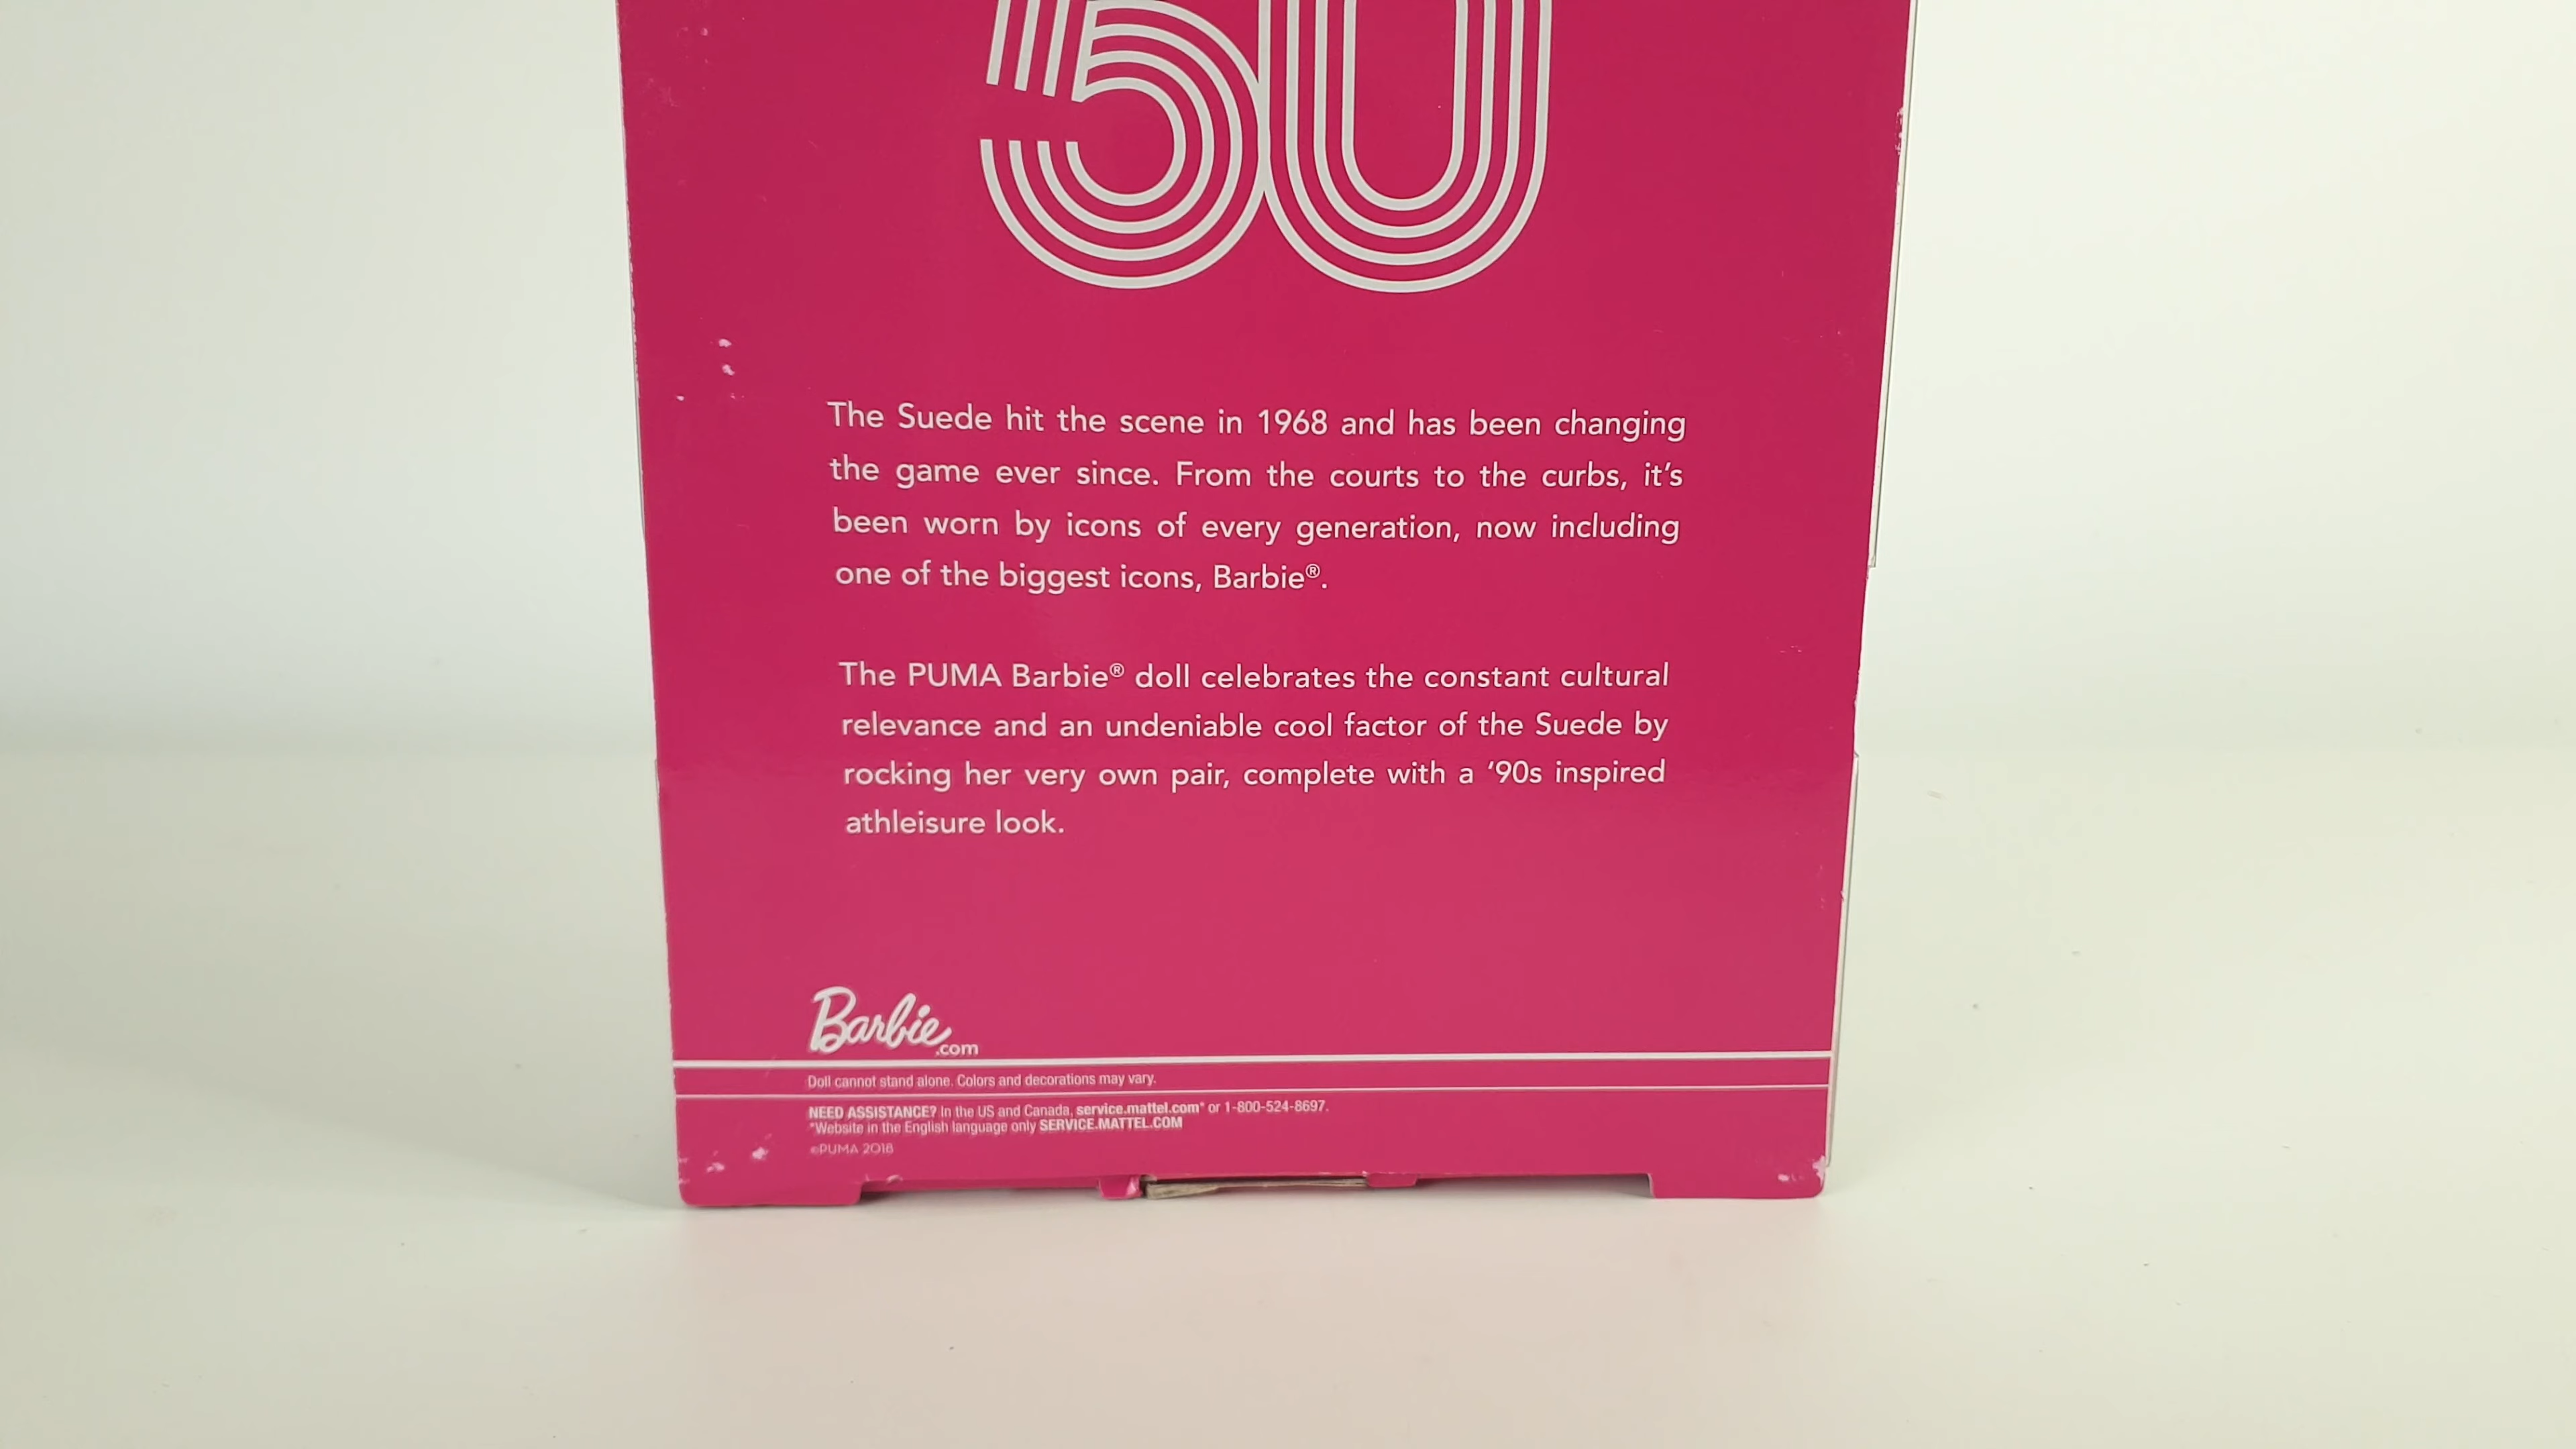 50
The Suede hit the scene in 1968 and has been changing
the game ever since. From the courts to the curbs, it's
been worn by icons of every generation, now including
one of the biggest icons, Barbie®.
The PUMA Barbie® doll celebrates the constant cultural
relevance and an undeniable cool factor of the Suede by
rocking her very own pair, complete with a ‘90s inspired
athleisure look.
Barbie.com
Doll cannot stand alone. Colors and decorations may vary.
NEED ASSISTANCE? In the US and Canada, service.mattel.com* or 1-800-524-8697.
*Website in the English language only SERVICE.MATTEL.COM
©PUMA 2018